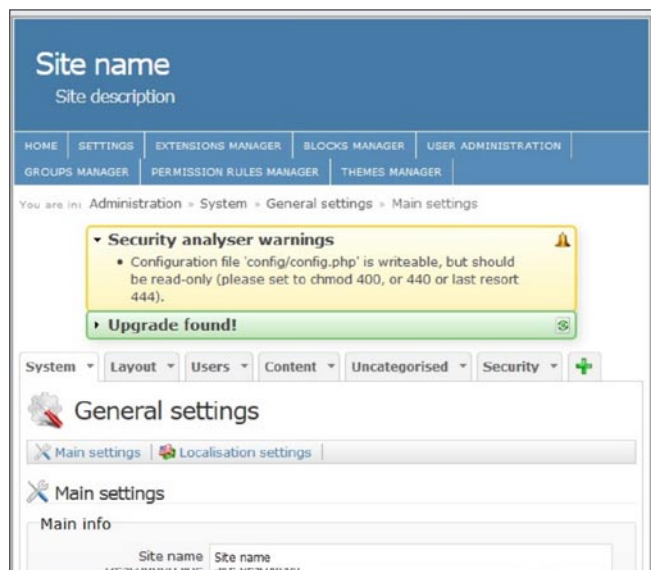 Site name
Site description
HOME SETTINGS EXTENSIONS MANAGER BLOCKS MANAGER USER ADMINISTRATION
GROUPS MANAGER PERMISSION RULES MANAGER THEMES MANAGER
You are in: Administration » System » General settings » Main settings
Security analyser warnings
• Configuration file 'config/config.php' is writeable, but should
be read-only (please set to chmod 400, or 440 or last resort
444).
Upgrade found!
System Layout Users Content Uncategorised Security
General settings
Main settings Localisation settings
Main settings
Main info
Site name Site name